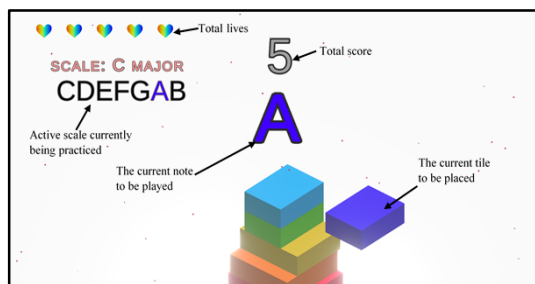 Total lives
5
Total score
SCALE: C MAJOR
CDEFGAB
A
Active scale currently
being practiced
The current note
to be played
The current tile
to be placed